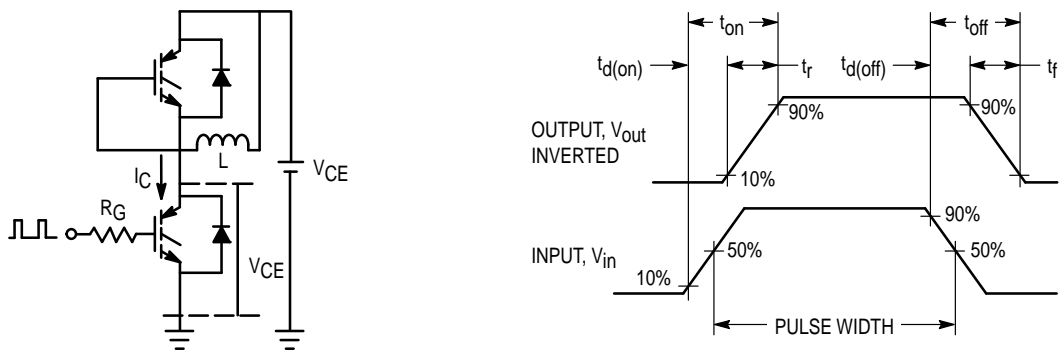 L
V_CE
I_C
R_G
V_CE
t_on
t_off
t_d(on)
t_r
t_d(off)
t_f
90%
90%
OUTPUT, V_out
INVERTED
10%
10%
90%
INPUT, V_in
50%
50%
10%
PULSE WIDTH